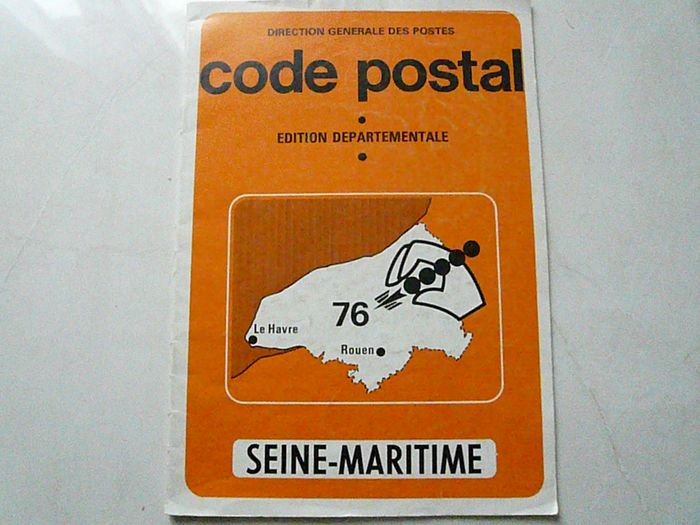 DIRECTION GENERALE DES POSTES
code postal
EDITION DEPARTEMENTALE
76
Le Havre
Rouen
SEINE-MARITIME